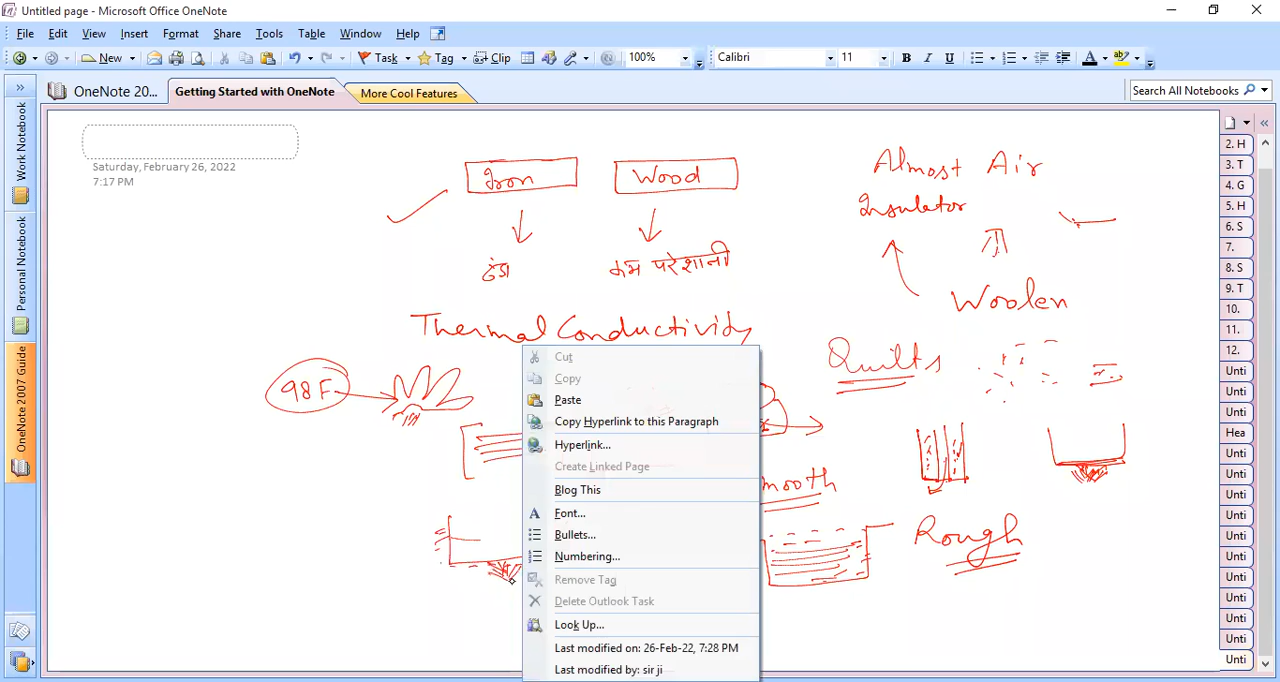 Untitled page - Microsoft Office OneNote
File Edit View Insert Format Share Tools Table Window Help
New Task Tag Clip 100% Calibri 11 B I U A ab
OneNote 20... Getting Started with OneNote More Cool Features
Search All Notebooks
Work Notebook
Personal Notebook
OneNote 2007 Guide
Saturday, February 26, 2022
7:17 PM
Iron Wood
Almost Air
Insulator
ठंडा
गर्म परेशानी
Woolen
Thermal Conductivity
Quilts
98 F
mooth
Rough
Cut
Copy
Paste
Copy Hyperlink to this Paragraph
Hyperlink...
Create Linked Page
Blog This
Font...
Bullets...
Numbering...
Remove Tag
Delete Outlook Task
Look Up...
Last modified on: 26-Feb-22, 7:28 PM
Last modified by: sir ji
2. H
3. T
4. G
5. H
6. S
7.
8. S
9. T
10.
11.
12.
Unti
Unti
Unti
Hea
Unti
Unti
Unti
Unti
Unti
Unti
Unti
Unti
Unti
Unti
Unti